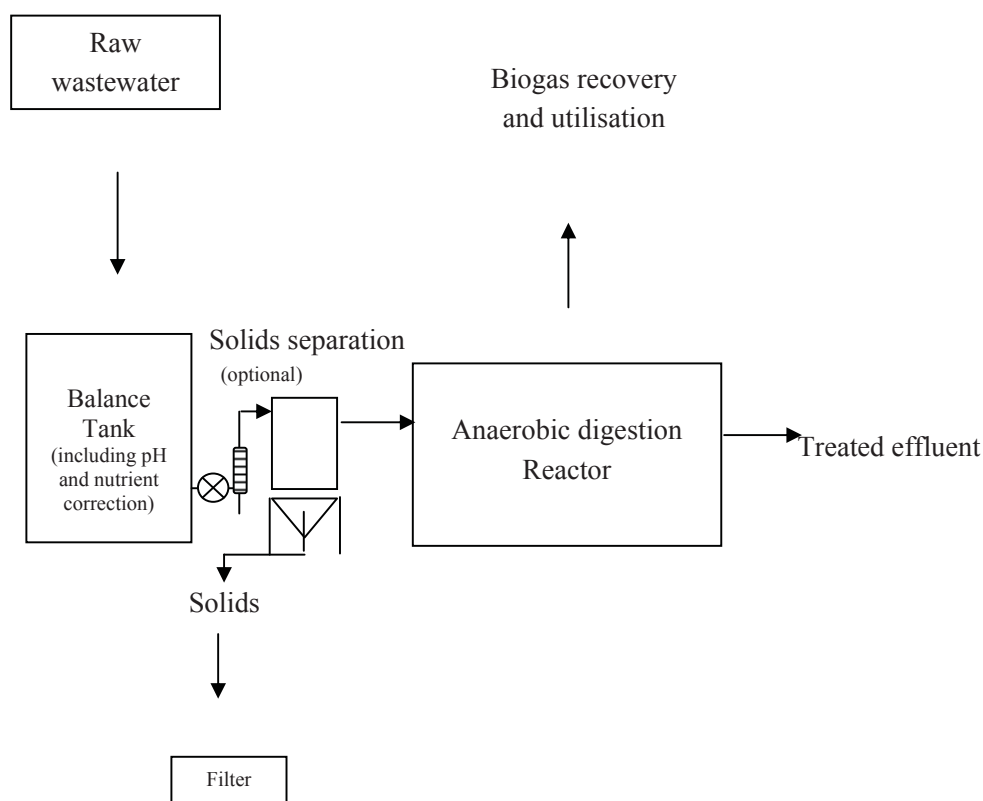 Raw
wastewater
Biogas recovery
and utilisation
Solids separation
(optional)
Balance
Tank
(including pH
and nutrient
correction)
Anaerobic digestion
Reactor
Treated effluent
Solids
Filter